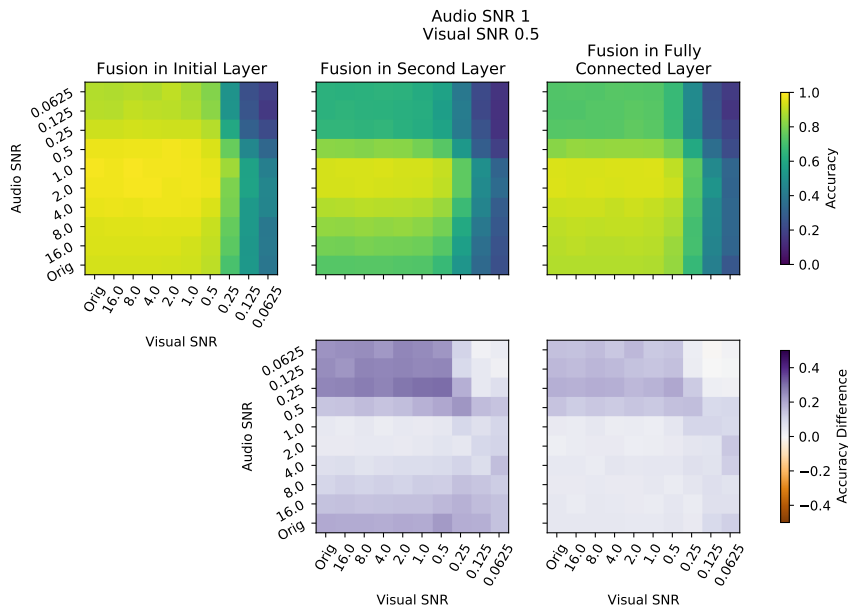 Audio SNR 1
Visual SNR 0.5
Fusion in Initial Layer
Fusion in Second Layer
Fusion in Fully
Connected Layer
Audio SNR
0.0625
0.125
0.25
0.5
1.0
2.0
4.0
8.0
16.0
Orig
Orig 16.0 8.0 4.0 2.0 1.0 0.5 0.25 0.125 0.0625
Visual SNR
1.0
0.8
0.6
0.4
0.2
0.0
Accuracy
Audio SNR
0.0625
0.125
0.25
0.5
1.0
2.0
4.0
8.0
16.0
Orig
Orig 16.0 8.0 4.0 2.0 1.0 0.5 0.25 0.125 0.0625
Visual SNR
Orig 16.0 8.0 4.0 2.0 1.0 0.5 0.25 0.125 0.0625
Visual SNR
0.4
0.2
0.0
−0.2
−0.4
Accuracy Difference